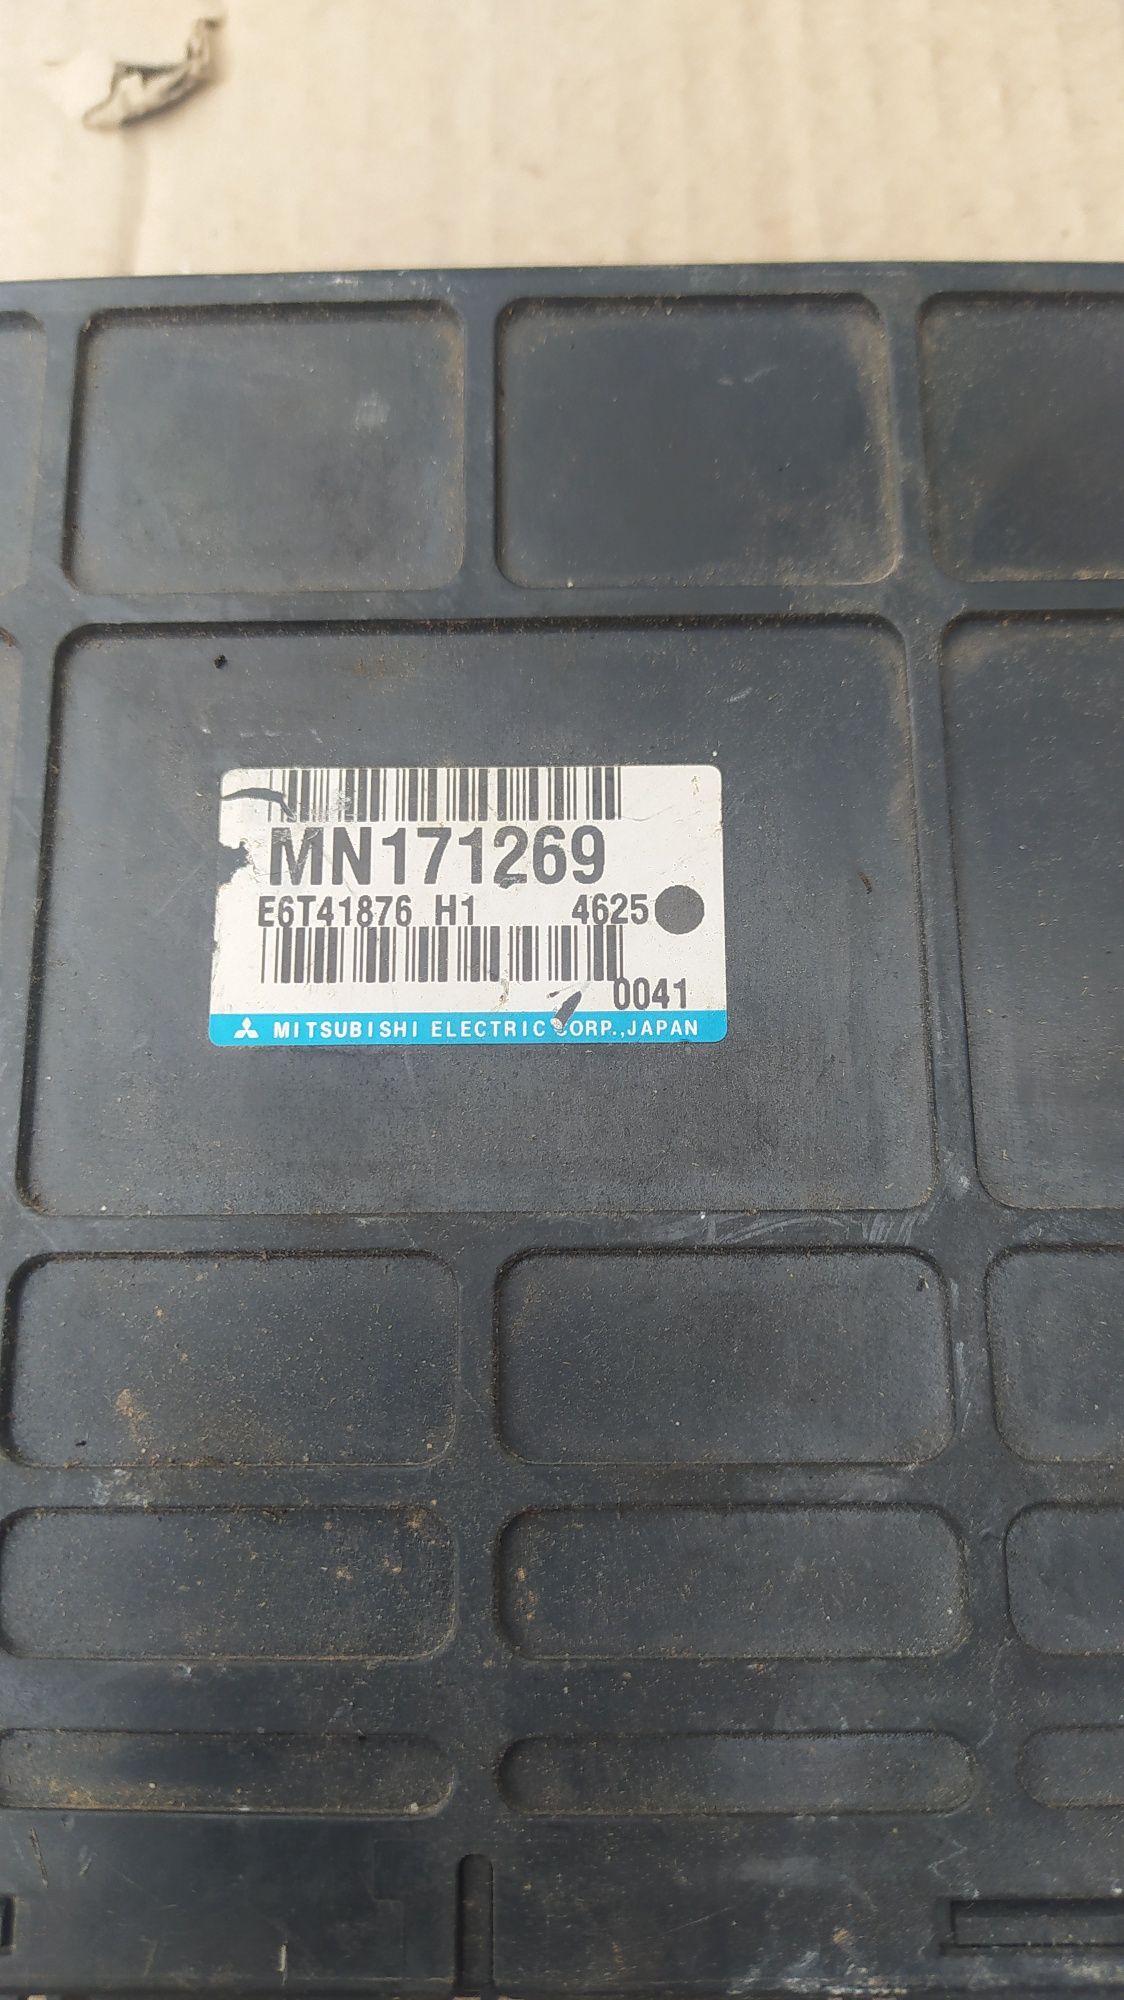 MN171269
E6T41876 H1 4625
0041
MITSUBISHI ELECTRIC CORP.,JAPAN